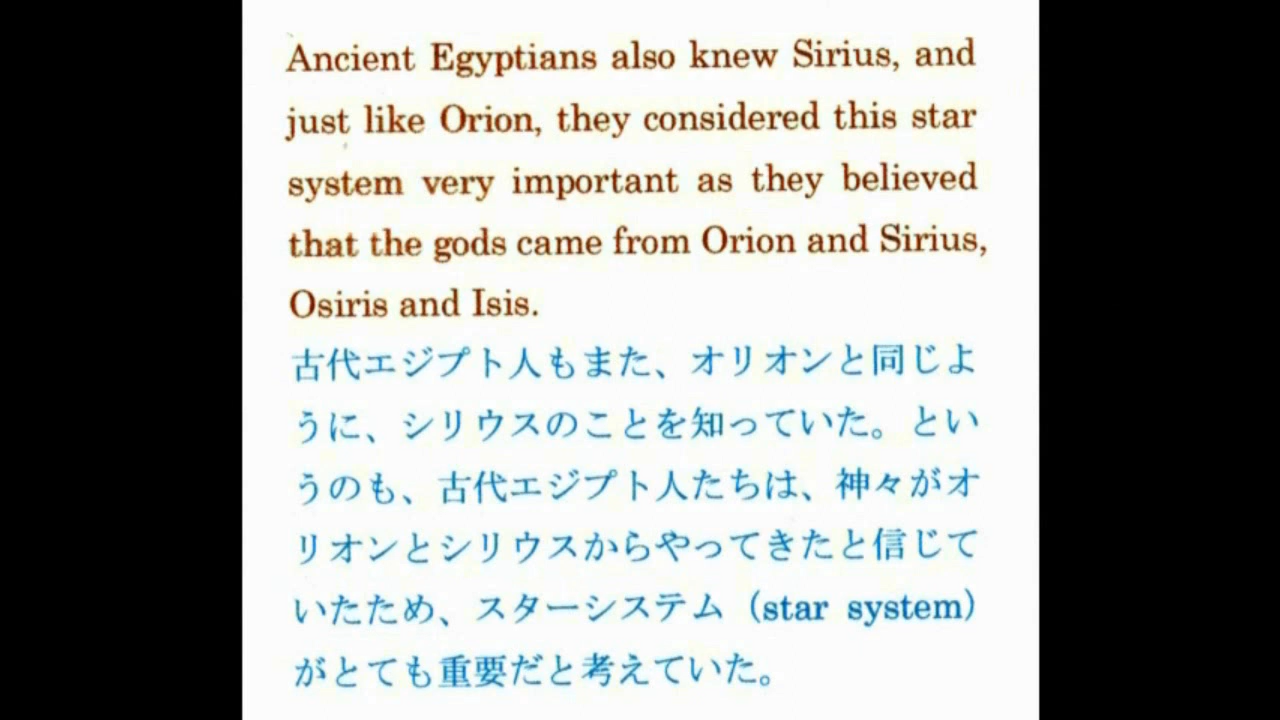 Ancient Egyptians also knew Sirius, and
just like Orion, they considered this star
system very important as they believed
that the gods came from Orion and Sirius,
Osiris and Isis.
古代エジプト人もまた、オリオンと同じよ
うに、シリウスのことを知っていた。とい
うのも、古代エジプト人たちは、神々がオ
リオンとシリウスからやってきたと信じて
いたため、スターシステム（star system）
がとても重要だと考えていた。